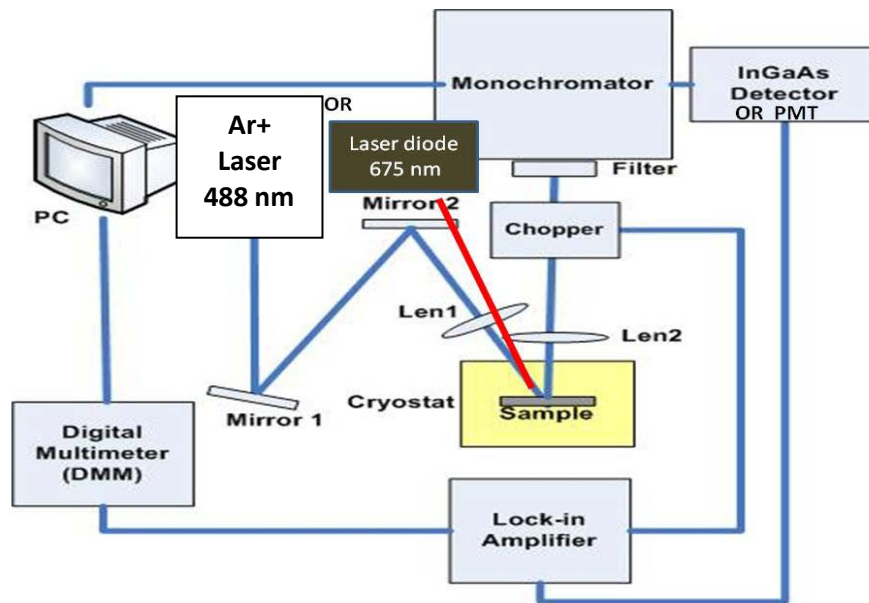 Monochromator
InGaAs
Detector
OR PMT
OR
Ar+
Laser
488 nm
Laser diode
675 nm
Filter
PC
Mirror 2
Chopper
Len1
Len2
Cryostat
Sample
Mirror 1
Digital
Multimeter
(DMM)
Lock-in
Amplifier